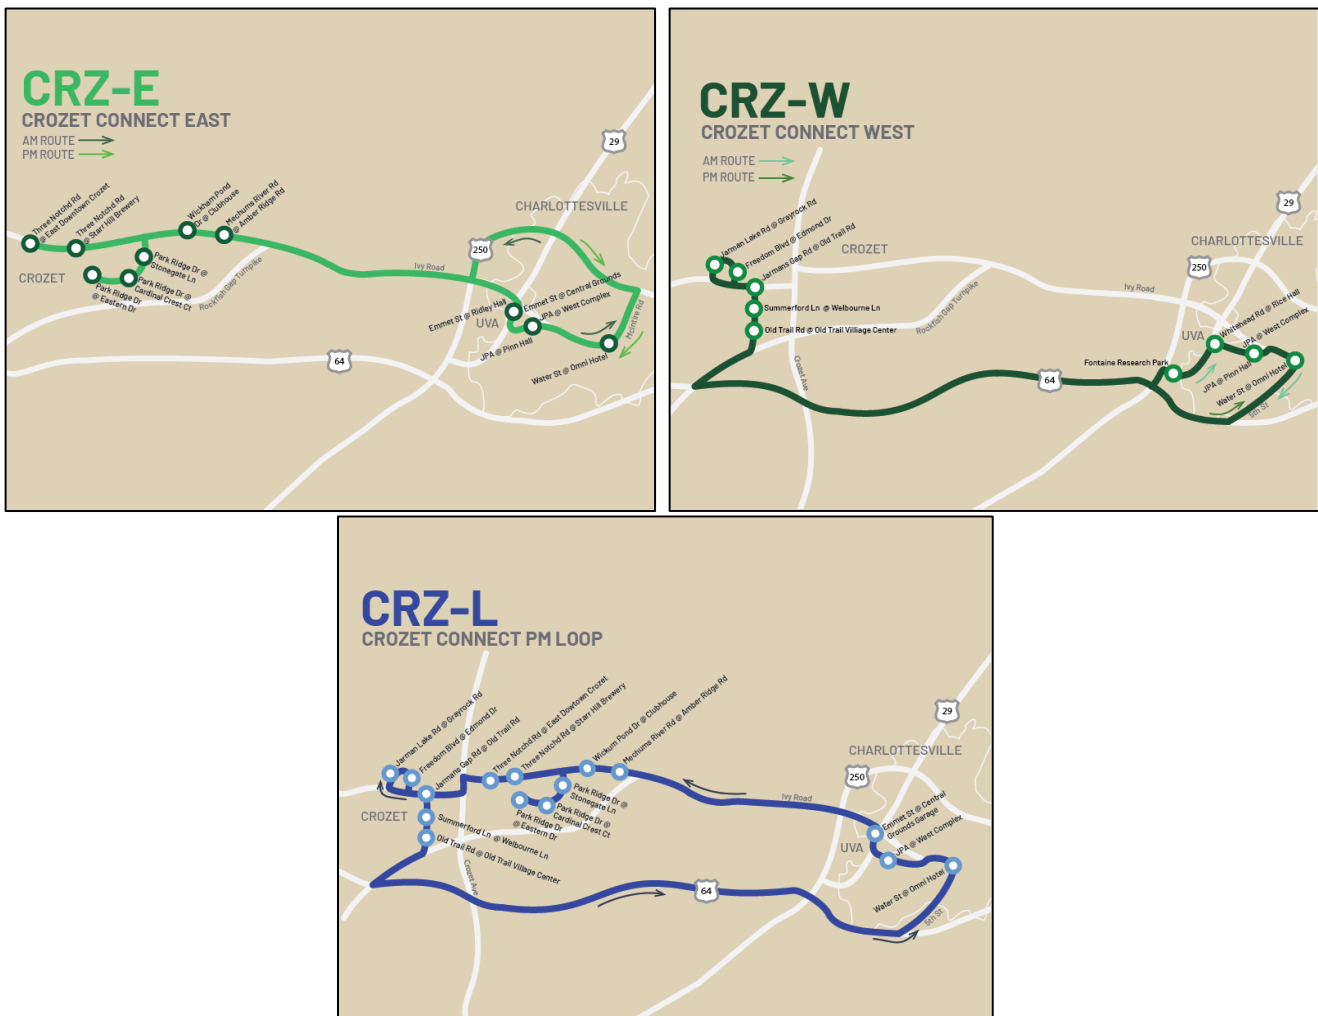 CRZ-E
CROZET CONNECT EAST
AM ROUTE
PM ROUTE
29
CHARLOTTESVILLE
250
Three Notchd Rd
@ East Downtown Crozet
Three Notchd Rd
@ Starr Hill Brewery
Wickham Pond
Dr @ Clubhouse
Mechums River Rd
@ Amber Ridge Rd
Park Ridge Dr @
Stonegate Ln
Park Ridge Dr @
Cardinal Crest Ct
Park Ridge Dr
@ Eastern Dr
CROZET
Rockfish Gap Turnpike
Ivy Road
Emmet St @ Central Grounds
JPA @ West Complex
Emmet St @ Ridley Hall
UVA
JPA @ Pinn Hall
McIntire Rd
Water St @ Omni Hotel
64
CRZ-W
CROZET CONNECT WEST
AM ROUTE
PM ROUTE
29
CHARLOTTESVILLE
250
Jarman Lake Rd @ Grayrock Rd
Freedom Blvd @ Edmond Dr
Jarmans Gap Rd @ Old Trail Rd
CROZET
Summerford Ln @ Welbourne Ln
Old Trail Rd @ Old Trail Villiage Center
Rockfish Gap Turnpike
Ivy Road
Crozet Ave
Whitehead Rd @ Rice Hall
JPA @ West Complex
UVA
Fontaine Research Park
JPA @ Pinn Hall
Water St @ Omni Hotel
5th St
64
CRZ-L
CROZET CONNECT PM LOOP
29
CHARLOTTESVILLE
250
Jarman Lake Rd @ Grayrock Rd
Freedom Blvd @ Edmond Dr
Jarmans Gap Rd @ Old Trail Rd
Three Notchd Rd @ East Dowtown Crozet
Three Notchd Rd @ Starr Hill Brewery
Wickum Pond Dr @ Clubhouse
Mechums River Rd @ Amber Ridge Rd
Park Ridge Dr @
Stonegate Ln
Park Ridge Dr @
Cardinal Crest Ct
Park Ridge Dr
@ Eastern Dr
CROZET
Summerford Ln @ Welbourne Ln
Old Trail Rd @ Old Trail Village Center
Crozet Ave
Ivy Road
Emmet St @ Central
Grounds Garage
JPA @ West Complex
UVA
Water St @ Omni Hotel
5th St
64